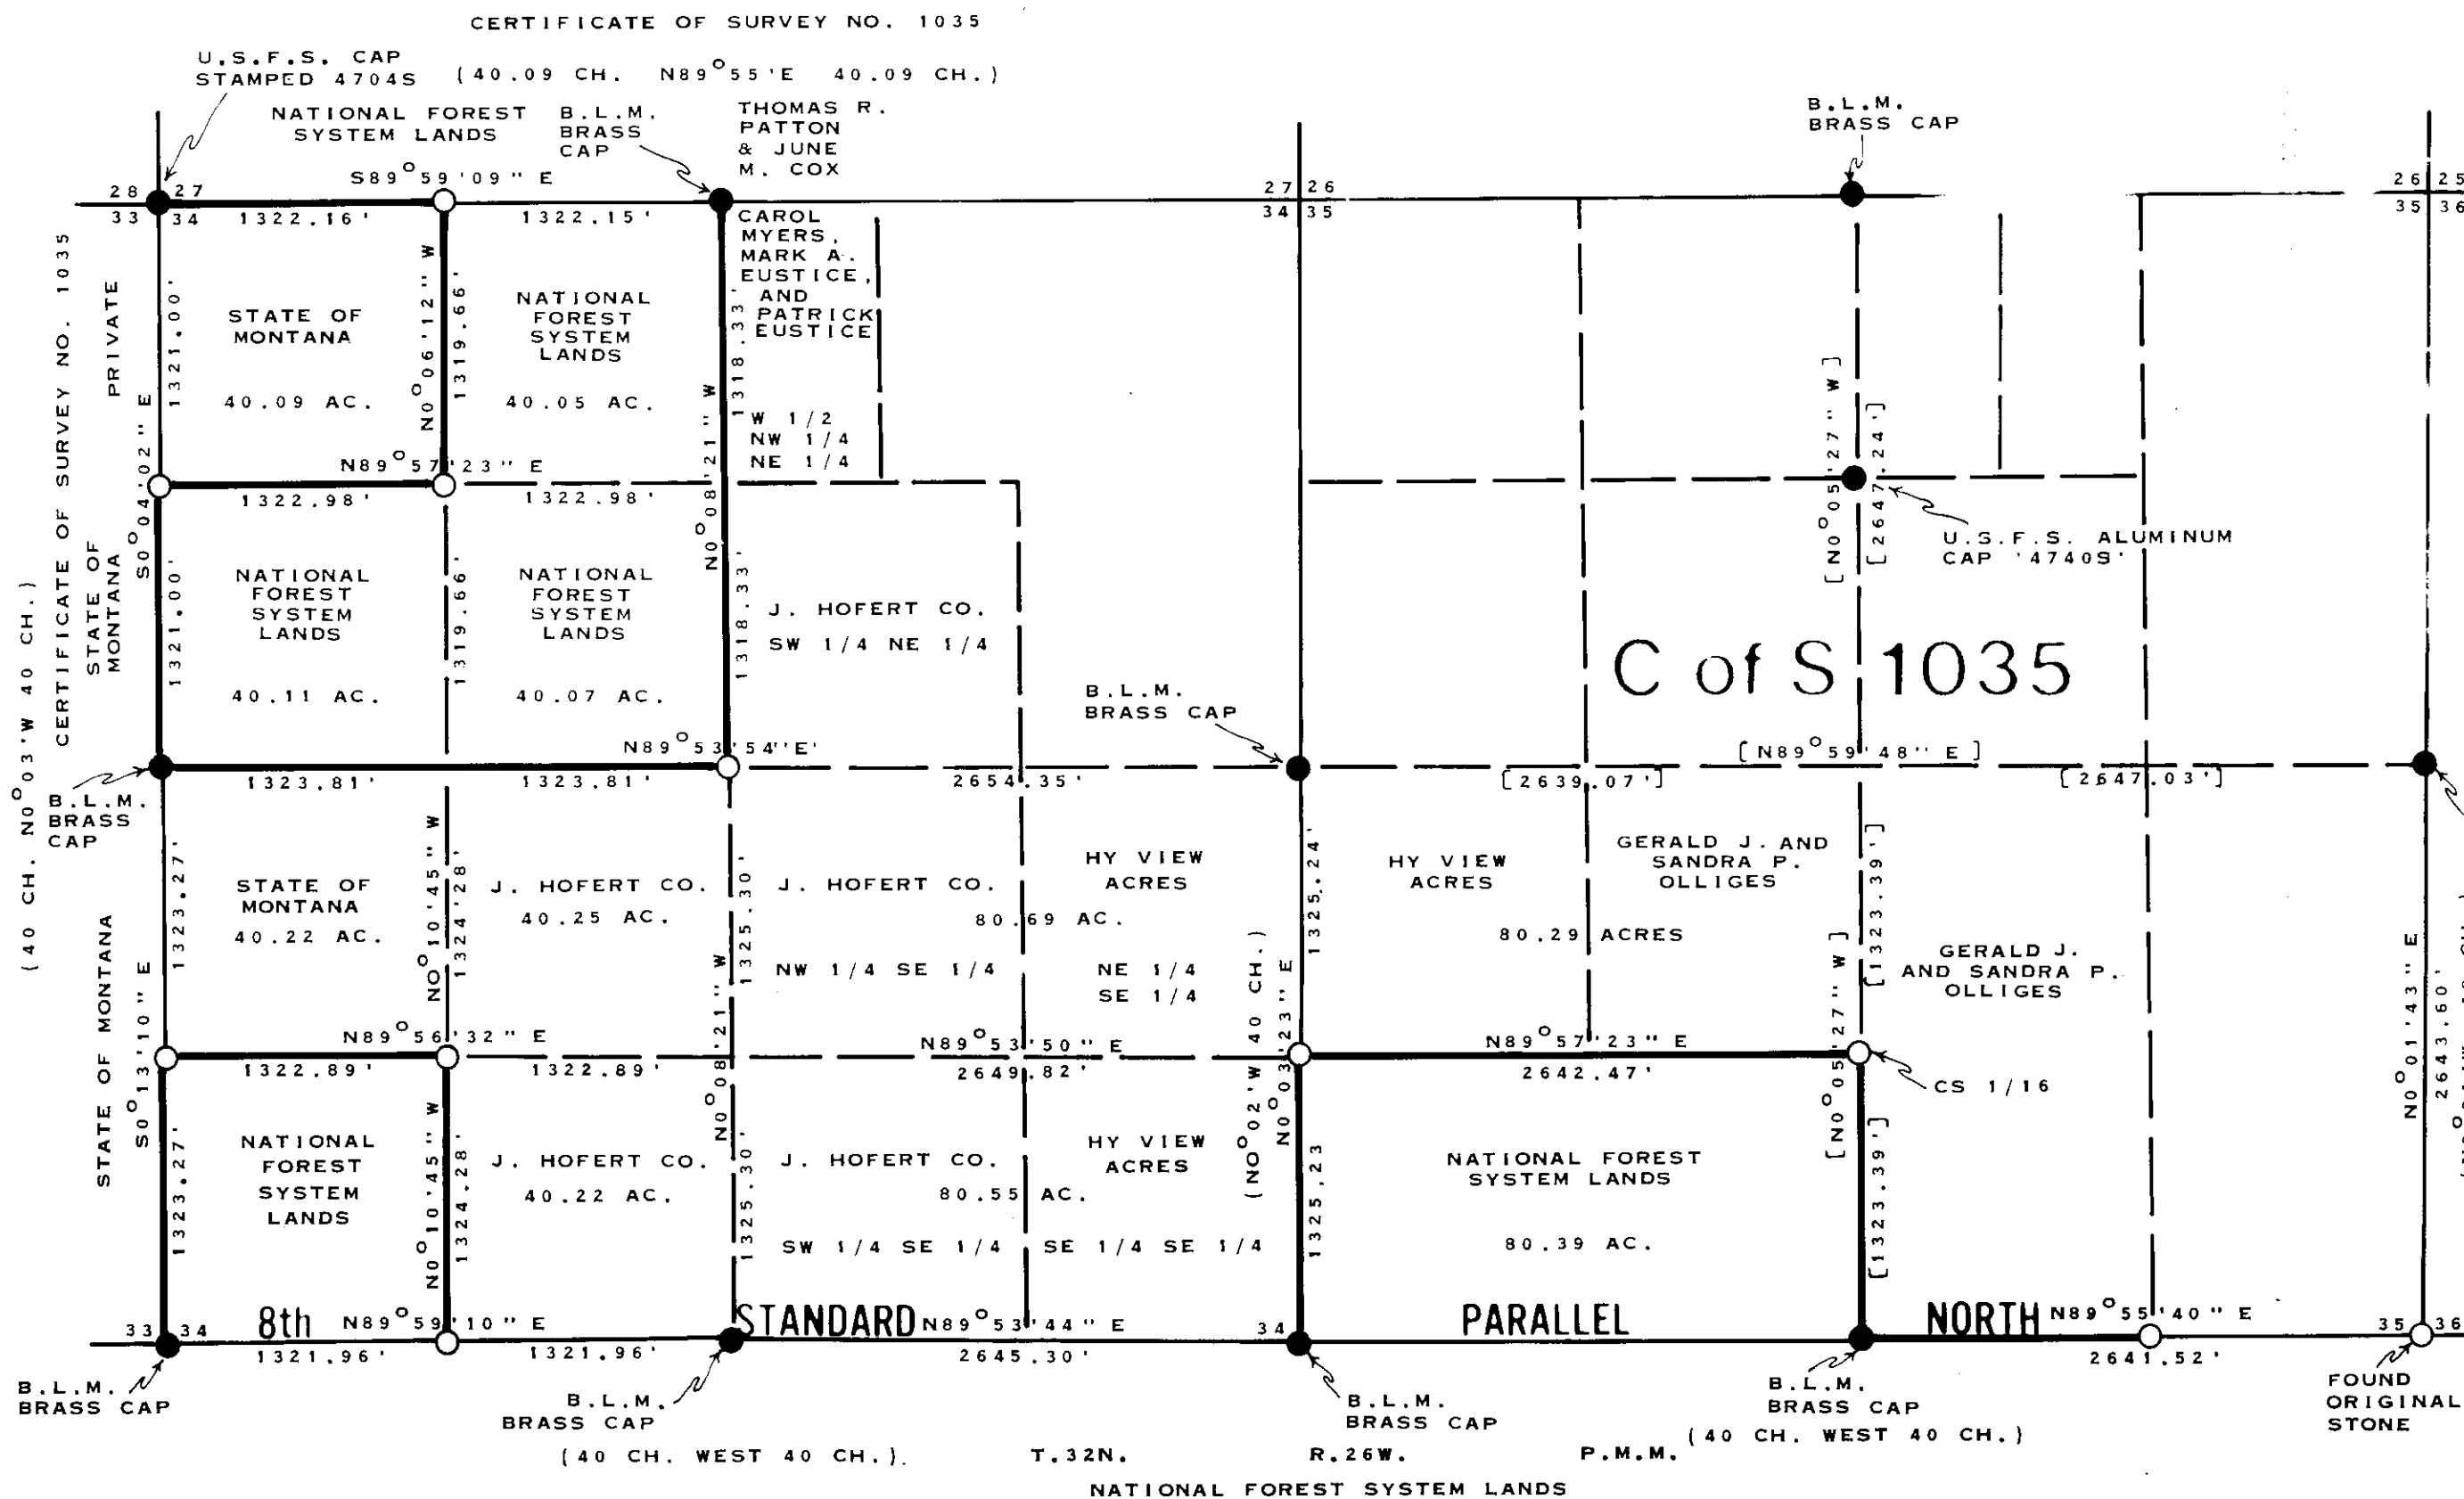 CERTIFICATE OF SURVEY NO. 1035
U.S.F.S. CAP
STAMPED 4704S
(40.09 CH. N89°55'E 40.09 CH.)
NATIONAL FOREST
SYSTEM LANDS
B.L.M.
BRASS
CAP
THOMAS R.
PATTON
& JUNE
M. COX
B.L.M.
BRASS CAP
S89°59'09" E
28 27
33 34
1322.16'
1322.15'
27 26
34 35
26 25
35 36
CAROL
MYERS,
MARK A.
EUSTICE,
AND
PATRICK
EUSTICE
W 1/2
NW 1/4
NE 1/4
CERTIFICATE OF SURVEY NO. 1035
(40 CH. N0°03'W 40 CH.)
PRIVATE
S0°04'02" E
1321.00'
STATE OF
MONTANA
40.09 AC.
N0°06'12" W
1319.66'
NATIONAL
FOREST
SYSTEM
LANDS
40.05 AC.
N0°08'21" W
1318.33'
[N0°05'27" W]
[2647.24']
N89°57'23" E
1322.98'
1322.98'
U.S.F.S. ALUMINUM
CAP '4740S'
STATE OF
MONTANA
1321.00'
NATIONAL
FOREST
SYSTEM
LANDS
40.11 AC.
1319.66'
NATIONAL
FOREST
SYSTEM
LANDS
40.07 AC.
1318.33'
J. HOFERT CO.
SW 1/4 NE 1/4
C of S 1035
B.L.M.
BRASS CAP
N89°53'54"E'
[N89°59'48" E]
1323.81'
1323.81'
2654.35'
[2639.07']
[2647.03']
B.L.M.
BRASS
CAP
1323.27'
STATE OF
MONTANA
40.22 AC.
N0°10'45" W
1324'28'
J. HOFERT CO.
40.25 AC.
1325.30'
J. HOFERT CO.
80.69 AC.
NW 1/4 SE 1/4
HY VIEW
ACRES
NE 1/4
SE 1/4
1325.24'
HY VIEW
ACRES
GERALD J. AND
SANDRA P.
OLLIGES
80.29 ACRES
[1323.39']
GERALD J.
AND SANDRA P.
OLLIGES
N0°01'43" E
2643.60'
STATE OF MONTANA
S0°13'10" E
N0°08'21" W
(N0°02'W 40 CH.)
N0°03'23" E
[N0°05'27" W]
N89°56'32" E
1322.89'
1322.89'
N89°53'50" E
2649.82'
N89°57'23" E
2642.47'
CS 1/16
1323.27'
NATIONAL
FOREST
SYSTEM
LANDS
N0°10'45" W
1324.28'
J. HOFERT CO.
40.22 AC.
1325.30'
J. HOFERT CO.
80.55 AC.
HY VIEW
ACRES
SW 1/4 SE 1/4
SE 1/4 SE 1/4
1325.23
NATIONAL FOREST
SYSTEM LANDS
80.39 AC.
[1323.39']
33 34
8th STANDARD PARALLEL NORTH
N89°59'10" E
N89°53'44" E
34
N89°55'40" E
35 36
1321.96'
1321.96'
2645.30'
2641.52'
B.L.M.
BRASS CAP
B.L.M.
BRASS CAP
B.L.M.
BRASS CAP
B.L.M.
BRASS CAP
FOUND
ORIGINAL
STONE
(40 CH. WEST 40 CH.)
(40 CH. WEST 40 CH.)
T.32N. R.26W. P.M.M.
NATIONAL FOREST SYSTEM LANDS